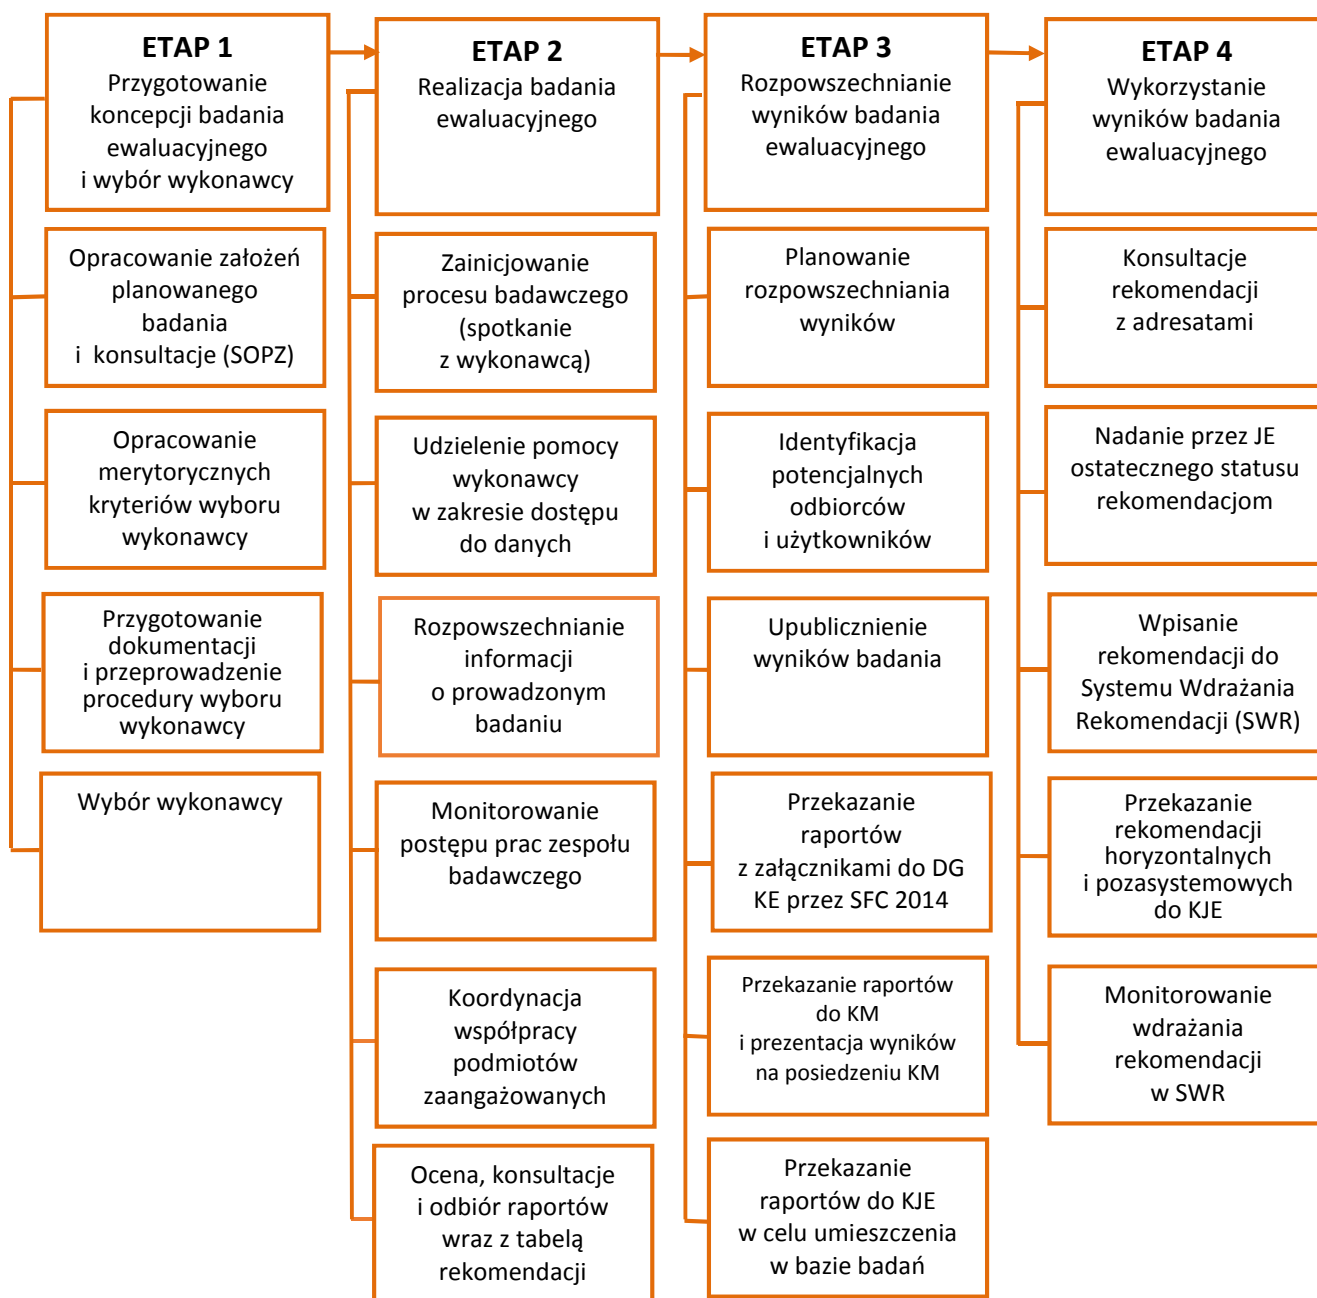 ETAP 1
Przygotowanie
koncepcji badania
ewaluacyjnego
i wybór wykonawcy
Opracowanie założeń
planowanego
badania
i konsultacje (SOPZ)
Opracowanie
merytorycznych
kryteriów wyboru
wykonawcy
Przygotowanie
dokumentacji
i przeprowadzenie
procedury wyboru
wykonawcy
Wybór wykonawcy
ETAP 2
Realizacja badania
ewaluacyjnego
Zainicjowanie
procesu badawczego
(spotkanie
z wykonawcą)
Udzielenie pomocy
wykonawcy
w zakresie dostępu
do danych
Rozpowszechnianie
informacji
o prowadzonym
badaniu
Monitorowanie
postępu prac zespołu
badawczego
Koordynacja
współpracy
podmiotów
zaangażowanych
Ocena, konsultacje
i odbiór raportów
wraz z tabelą
rekomendacji
ETAP 3
Rozpowszechnianie
wyników badania
ewaluacyjnego
Planowanie
rozpowszechniania
wyników
Identyfikacja
potencjalnych
odbiorców
i użytkowników
Upublicznienie
wyników badania
Przekazanie
raportów
z załącznikami do DG
KE przez SFC 2014
Przekazanie raportów
do KM
i prezentacja wyników
na posiedzeniu KM
Przekazanie
raportów do KJE
w celu umieszczenia
w bazie badań
ETAP 4
Wykorzystanie
wyników badania
ewaluacyjnego
Konsultacje
rekomendacji
z adresatami
Nadanie przez JE
ostatecznego statusu
rekomendacjom
Wpisanie
rekomendacji do
Systemu Wdrażania
Rekomendacji (SWR)
Przekazanie
rekomendacji
horyzontalnych
i pozasystemowych
do KJE
Monitorowanie
wdrażania
rekomendacji
w SWR